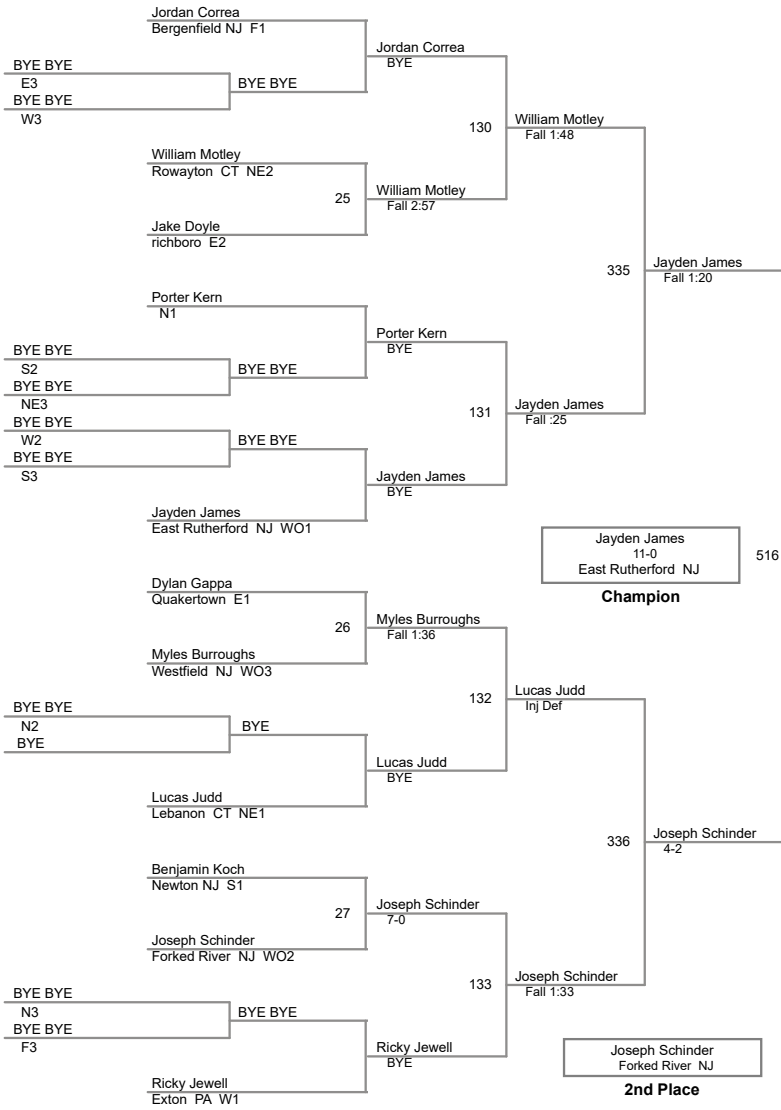 Jordan Correa
Bergenfield NJ F1
Jordan Correa
BYE
BYE BYE
E3
BYE BYE
BYE BYE
W3
130
William Motley
Fall 1:48
William Motley
Rowayton CT NE2
25
William Motley
Fall 2:57
Jake Doyle
richboro E2
335
Jayden James
Fall 1:20
Porter Kern
N1
Porter Kern
BYE
BYE BYE
S2
BYE BYE
BYE BYE
NE3
131
Jayden James
Fall :25
BYE BYE
W2
BYE BYE
BYE BYE
S3
Jayden James
BYE
Jayden James
East Rutherford NJ WO1
Jayden James
11-0
East Rutherford NJ
516
Champion
Dylan Gappa
Quakertown E1
26
Myles Burroughs
Fall 1:36
Myles Burroughs
Westfield NJ WO3
132
Lucas Judd
Inj Def
BYE BYE
N2
BYE
BYE
Lucas Judd
BYE
Lucas Judd
Lebanon CT NE1
336
Joseph Schinder
4-2
Benjamin Koch
Newton NJ S1
27
Joseph Schinder
7-0
Joseph Schinder
Forked River NJ WO2
133
Joseph Schinder
Fall 1:33
BYE BYE
N3
BYE BYE
BYE BYE
F3
Ricky Jewell
BYE
Ricky Jewell
Exton PA W1
Joseph Schinder
Forked River NJ
2nd Place